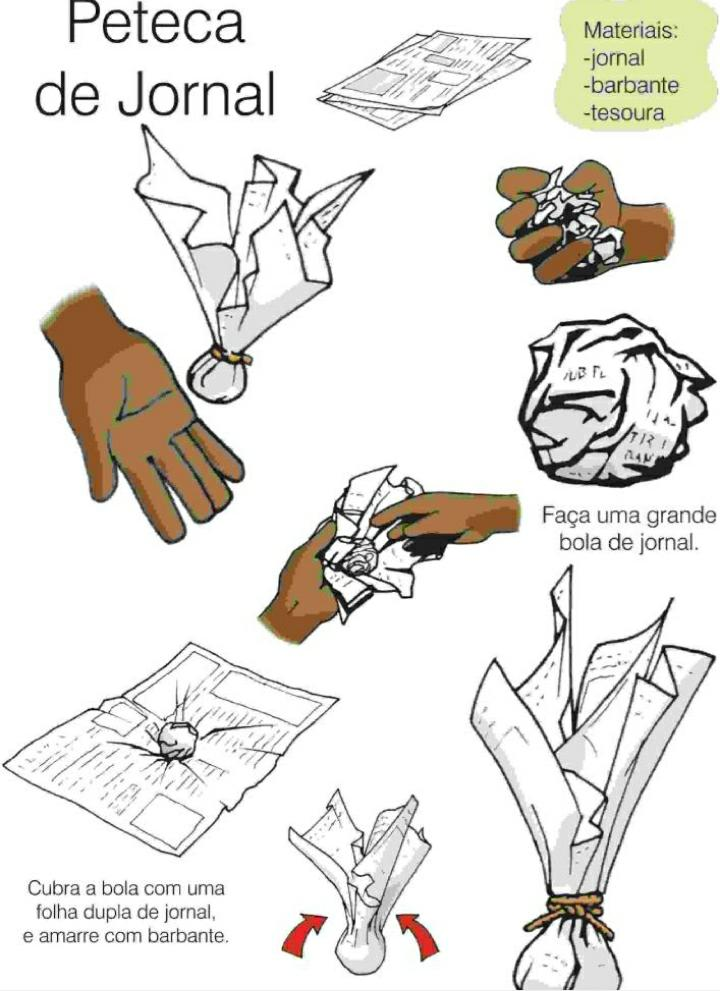 Peteca
de Jornal
Materiais:
-jornal
-barbante
-tesoura
Faça uma grande
bola de jornal.
Cubra a bola com uma
folha dupla de jornal,
e amarre com barbante.